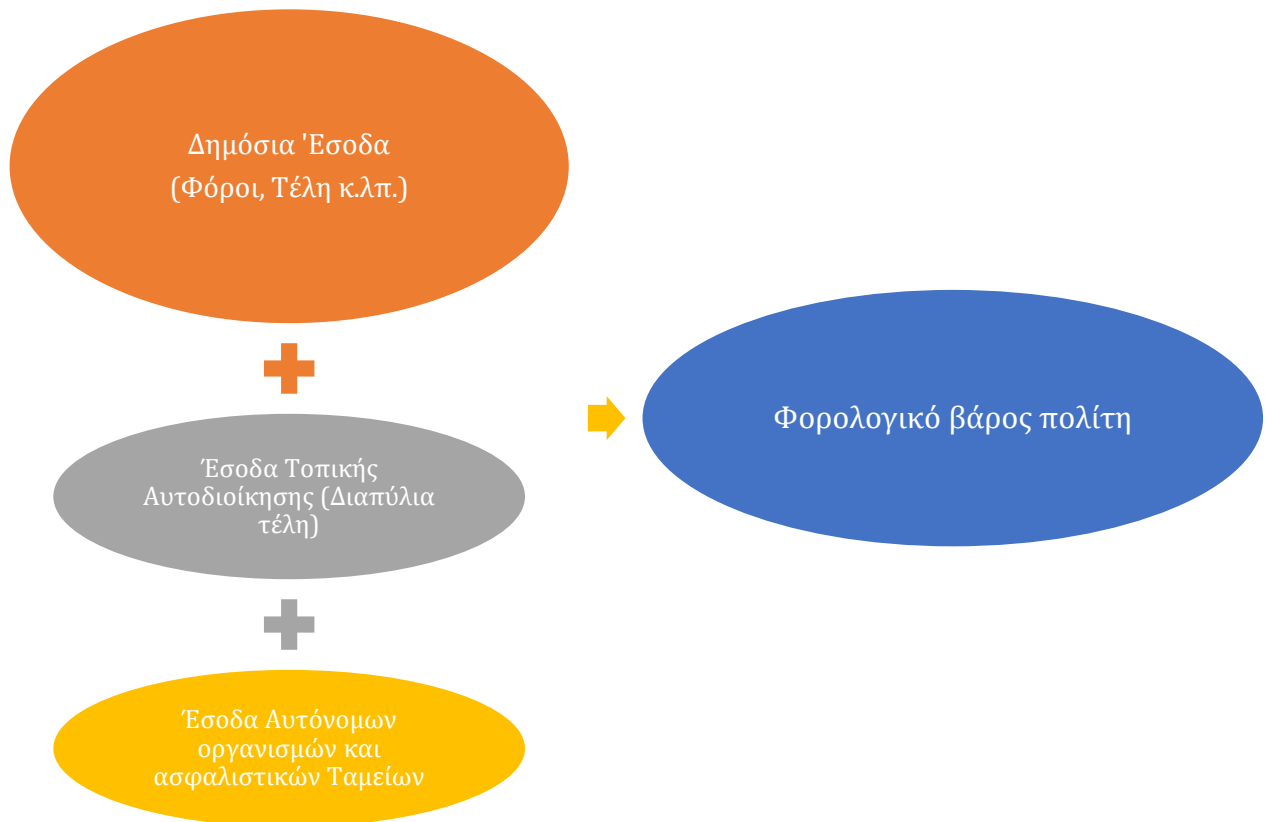 Δημόσια 'Εσοδα
(Φόροι, Τέλη κ.λπ.)
Έσοδα Τοπικής
Αυτοδιοίκησης (Διαπύλια
τέλη)
Έσοδα Αυτόνομων
οργανισμών και
ασφαλιστικών Ταμείων
Φορολογικό βάρος πολίτη